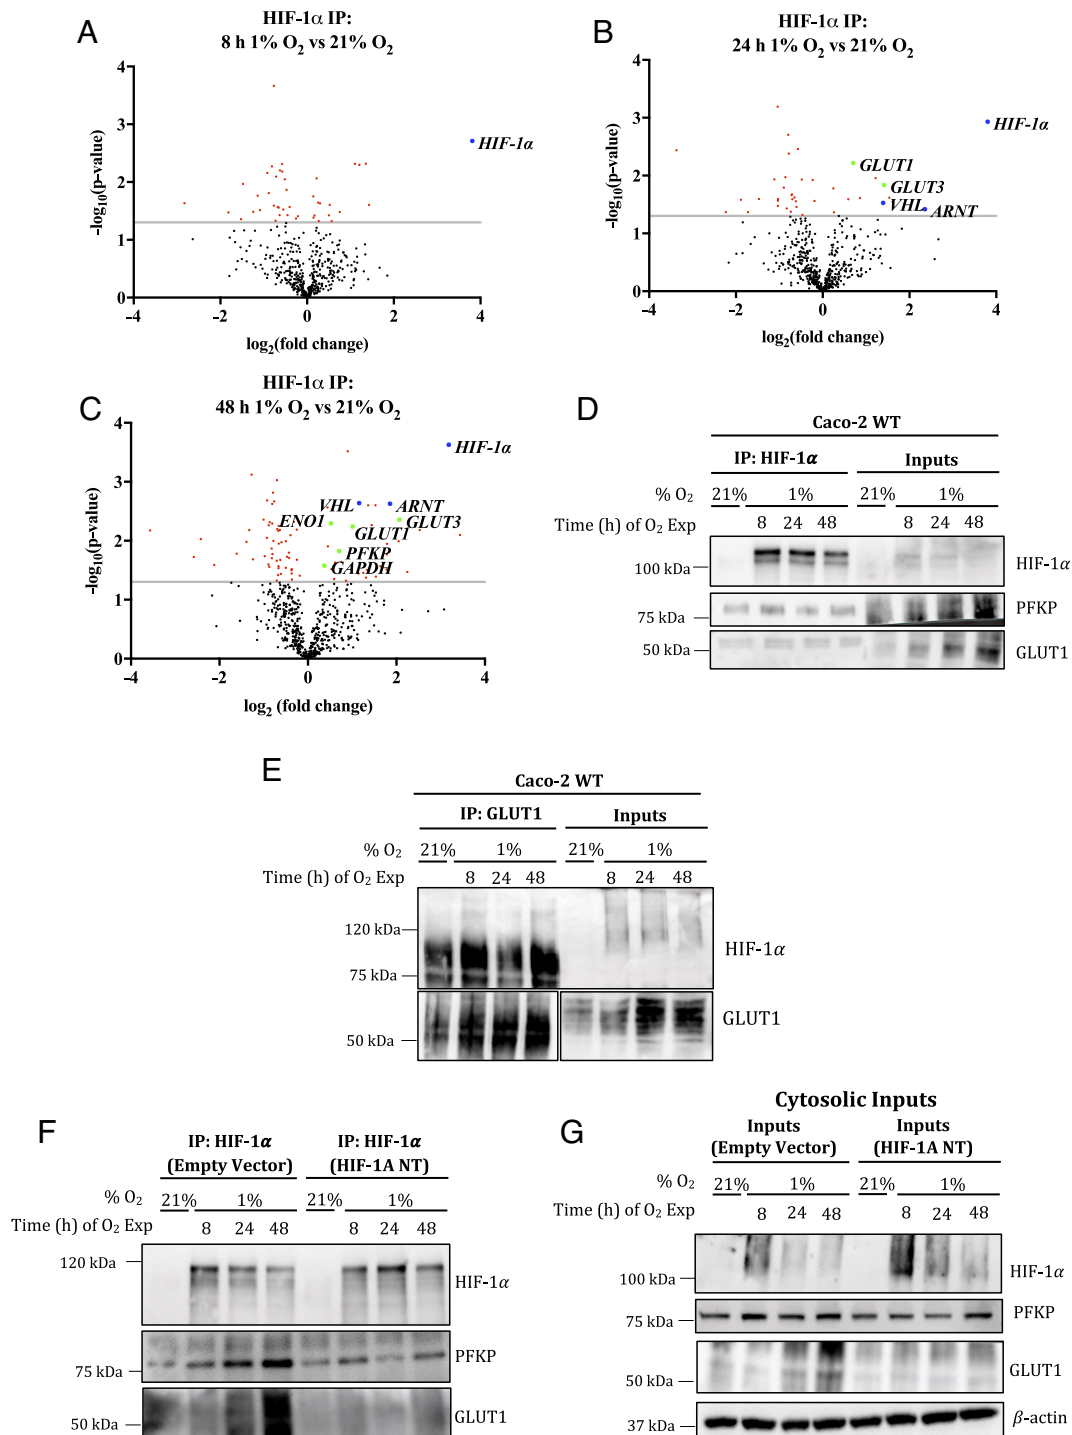 A
HIF-1α IP:
8 h 1% O2 vs 21% O2
4
3
2
1
0
-log10(p-value)
HIF-1α
−4
−2
0
2
4
log2(fold change)
B
HIF-1α IP:
24 h 1% O2 vs 21% O2
4
3
2
1
0
-log10(p-value)
HIF-1α
GLUT1
GLUT3
VHL
ARNT
−4
−2
0
2
4
log2(fold change)
C
HIF-1α IP:
48 h 1% O2 vs 21% O2
4
3
2
1
0
-log10(p-value)
HIF-1α
VHL
ARNT
ENO1
GLUT3
GLUT1
PFKP
GAPDH
−4
−2
0
2
4
log2 (fold change)
D
Caco-2 WT
IP: HIF-1α Inputs
% O2 21% 1% 21% 1%
Time (h) of O2 Exp 8 24 48 8 24 48
100 kDa HIF-1α
75 kDa PFKP
50 kDa GLUT1
E
Caco-2 WT
IP: GLUT1 Inputs
% O2 21% 1% 21% 1%
Time (h) of O2 Exp 8 24 48 8 24 48
120 kDa
HIF-1α
75 kDa
GLUT1
50 kDa
F
IP: HIF-1α IP: HIF-1α
(Empty Vector) (HIF-1A NT)
% O2 21% 1% 21% 1%
Time (h) of O2 Exp 8 24 48 8 24 48
120 kDa
HIF-1α
PFKP
75 kDa
GLUT1
50 kDa
G
Cytosolic Inputs
Inputs Inputs
(Empty Vector) (HIF-1A NT)
% O2 21% 1% 21% 1%
Time (h) of O2 Exp 8 24 48 8 24 48
HIF-1α
100 kDa
75 kDa PFKP
GLUT1
50 kDa
37 kDa β-actin